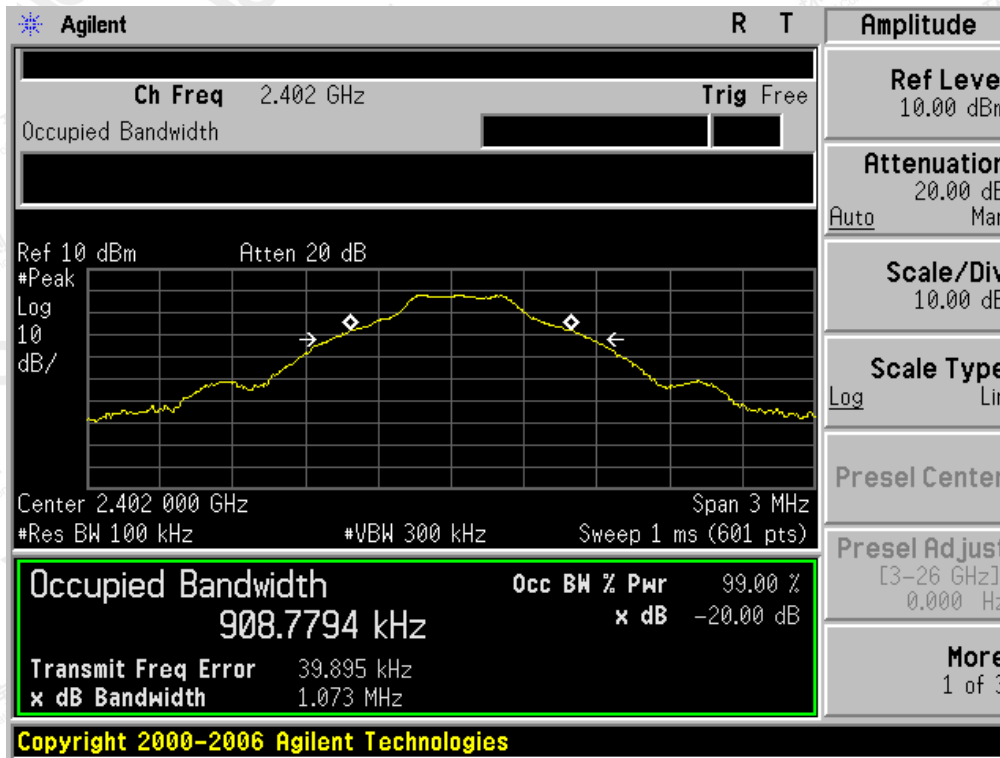 Agilent R T
Ch Freq 2.402 GHz Trig Free
Occupied Bandwidth
Ref 10 dBm Atten 20 dB
#Peak
Log
10
dB/
Center 2.402 000 GHz Span 3 MHz
#Res BW 100 kHz #VBW 300 kHz Sweep 1 ms (601 pts)
Occupied Bandwidth
908.7794 kHz
Occ BW % Pwr 99.00 %
x dB -20.00 dB
Transmit Freq Error 39.895 kHz
x dB Bandwidth 1.073 MHz
Copyright 2000-2006 Agilent Technologies
Amplitude
Ref Leve
10.00 dBm
Attenuation
20.00 dB
Auto Man
Scale/Div
10.00 dB
Scale Type
Log Lin
Presel Center
Presel Adjust
[3-26 GHz]
0.000 Hz
More
1 of 3